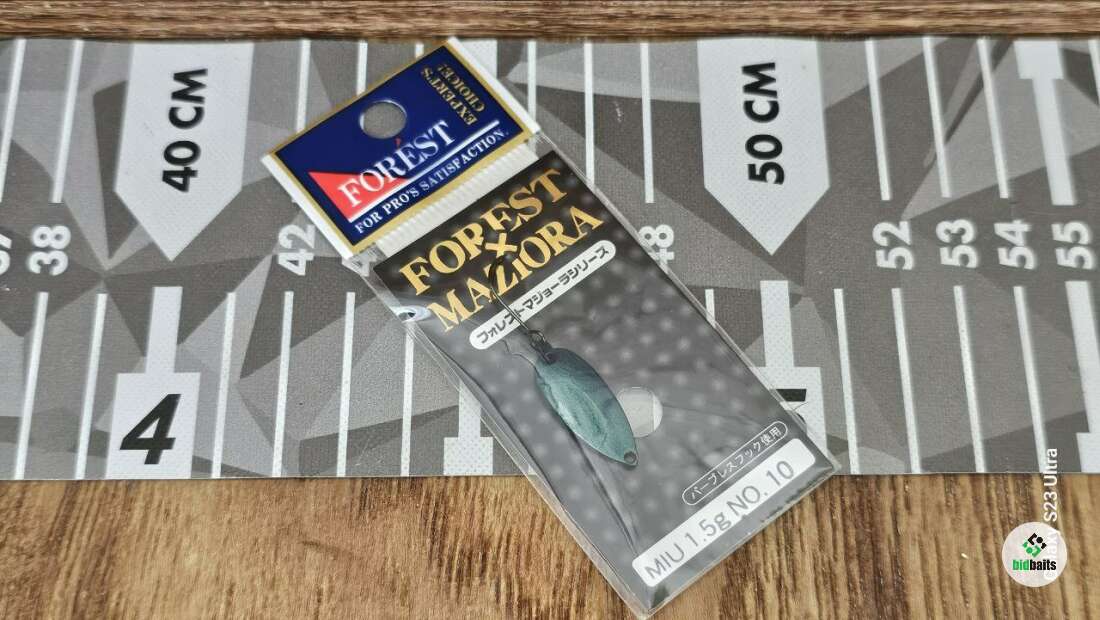 40 CM
50 CM
38
42
48
52
53
54
55
4
EXPERT'S
CHOICE!
FOREST
FOR PRO'S SATISFACTION.
FOREST
×
MAZIORA
フォレストマジョーラシリーズ
バーブレスフック使用
MIU 1.5g NO. 10
Galaxy S23 Ultra
bidbaits